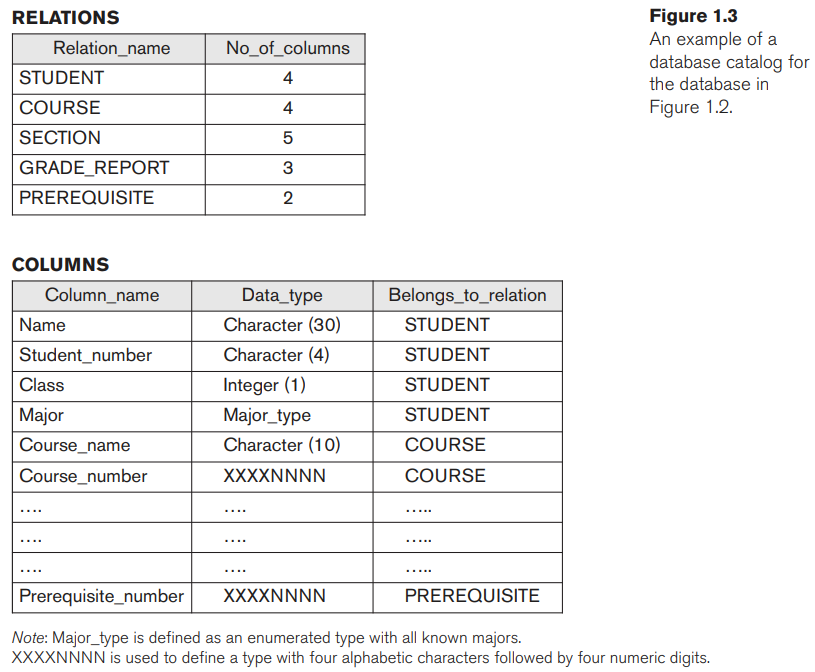 RELATIONS
Relation_name No_of_columns
STUDENT 4
COURSE 4
SECTION 5
GRADE_REPORT 3
PREREQUISITE 2
Figure 1.3
An example of a
database catalog for
the database in
Figure 1.2.
COLUMNS
Column_name Data_type Belongs_to_relation
Name Character (30) STUDENT
Student_number Character (4) STUDENT
Class Integer (1) STUDENT
Major Major_type STUDENT
Course_name Character (10) COURSE
Course_number XXXXNNNN COURSE
…. …. …..
…. …. …..
…. …. …..
Prerequisite_number XXXXNNNN PREREQUISITE
Note: Major_type is defined as an enumerated type with all known majors.
XXXXNNNN is used to define a type with four alphabetic characters followed by four numeric digits.